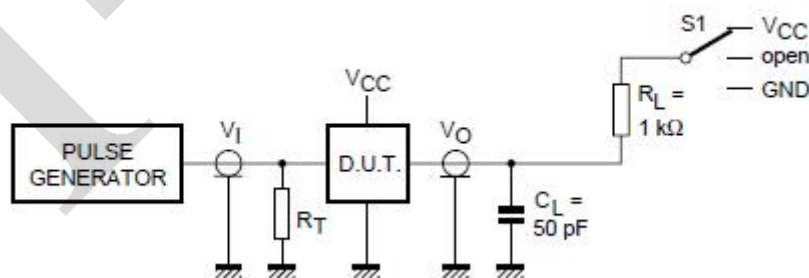 S1
VCC
open
GND
RL =
1 kΩ
VCC
VI
VO
PULSE
GENERATOR
D.U.T.
RT
CL =
50 pF